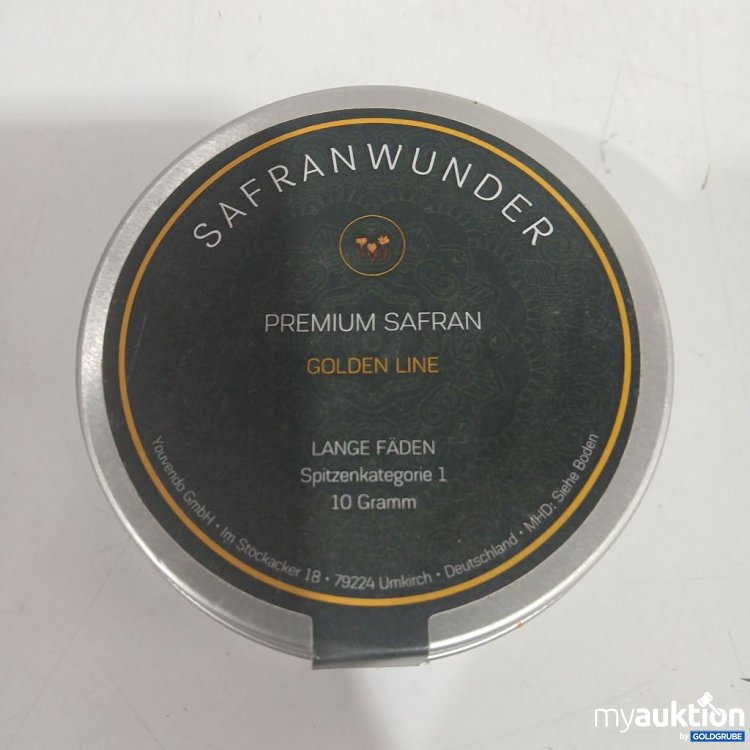 SAFRANWUNDER
PREMIUM SAFRAN
GOLDEN LINE
LANGE FÄDEN
Spitzenkategorie 1
10 Gramm
Youvendo GmbH • Im Stöckacker 18 • 79224 Umkirch • Deutschland • MHD: Siehe Boden
myauktion
by GOLDGRUBE